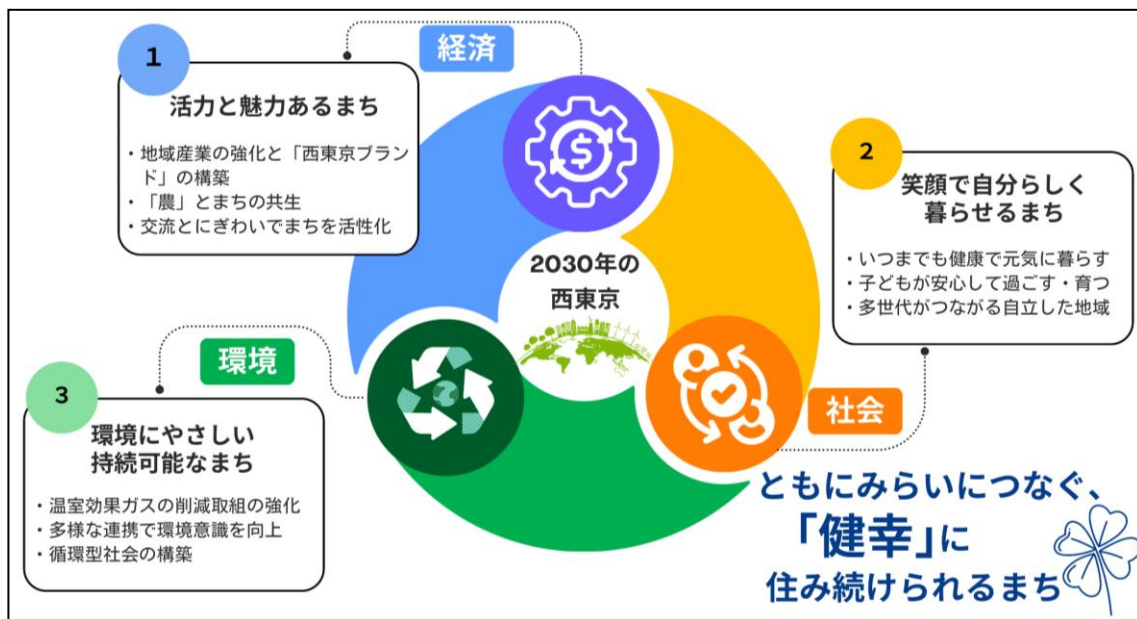 経済
1
活力と魅力あるまち
・地域産業の強化と「西東京ブラン
ド」の構築
・「農」とまちの共生
・交流とにぎわいでまちを活性化
2
笑顔で自分らしく
暮らせるまち
・いつまでも健康で元気に暮らす
・子どもが安心して過ごす・育つ
・多世代がつながる自立した地域
$
2030年の
西東京
環境
3
環境にやさしい
持続可能なまち
・温室効果ガスの削減取組の強化
・多様な連携で環境意識を向上
・循環型社会の構築
社会
ともにみらいにつなぐ、
「健幸」に
住み続けられるまち